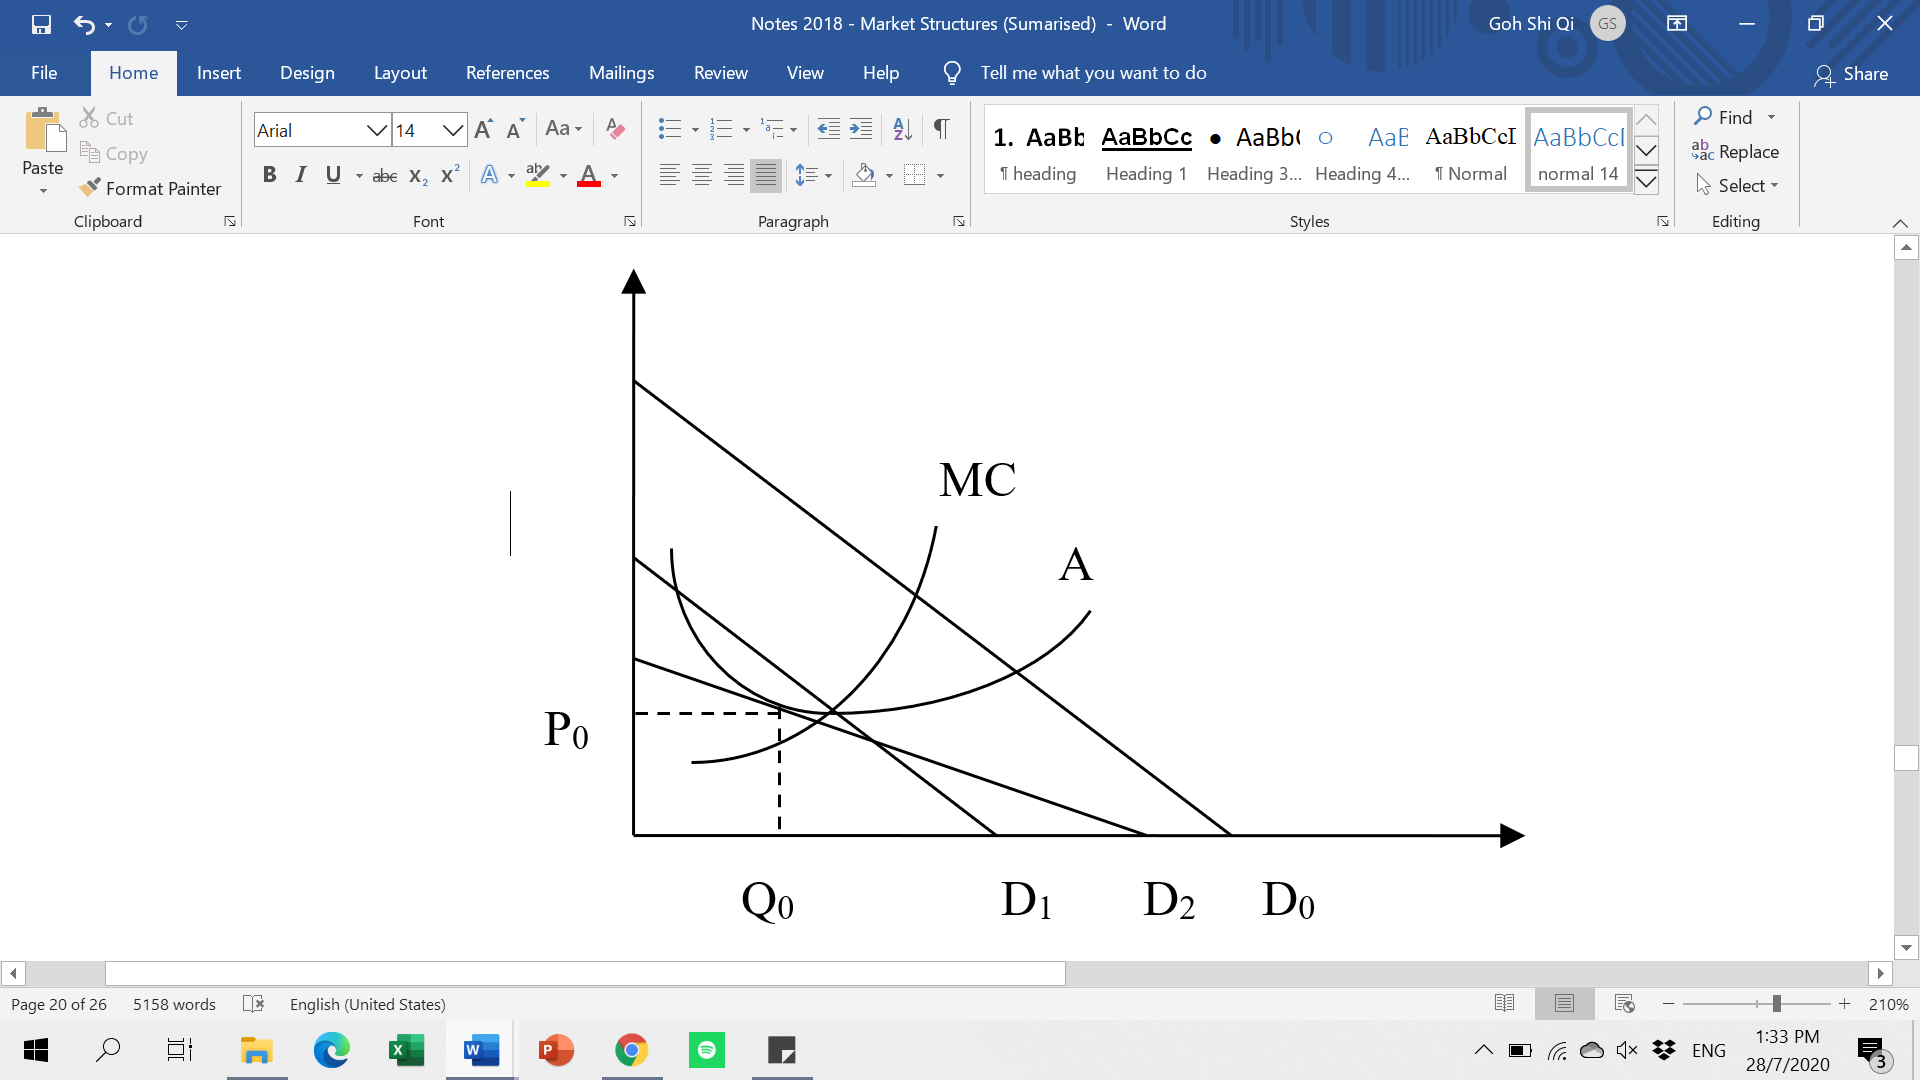 Notes 2018 - Market Structures (Sumarised) - Word
Goh Shi Qi GS
File Home Insert Design Layout References Mailings Review View Help Tell me what you want to do Share
Paste
Cut
Copy
Format Painter
Clipboard
Arial 14
Font
Paragraph
1. AaBb AaBbCc AaBb( AaB AaBbCcI AaBbCcI
¶ heading Heading 1 Heading 3... Heading 4... ¶ Normal normal 14
Styles
Find
Replace
Select
Editing
MC
A
P0
Q0 D1 D2 D0
Page 20 of 26 5158 words English (United States) 210%
ENG
1:33 PM
28/7/2020
3